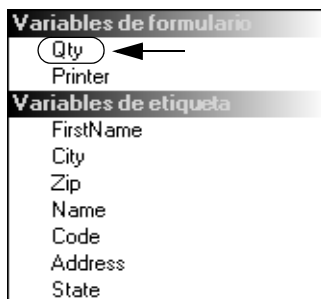 Variables de formulario
Qty
Printer
Variables de etiqueta
FirstName
City
Zip
Name
Code
Address
State